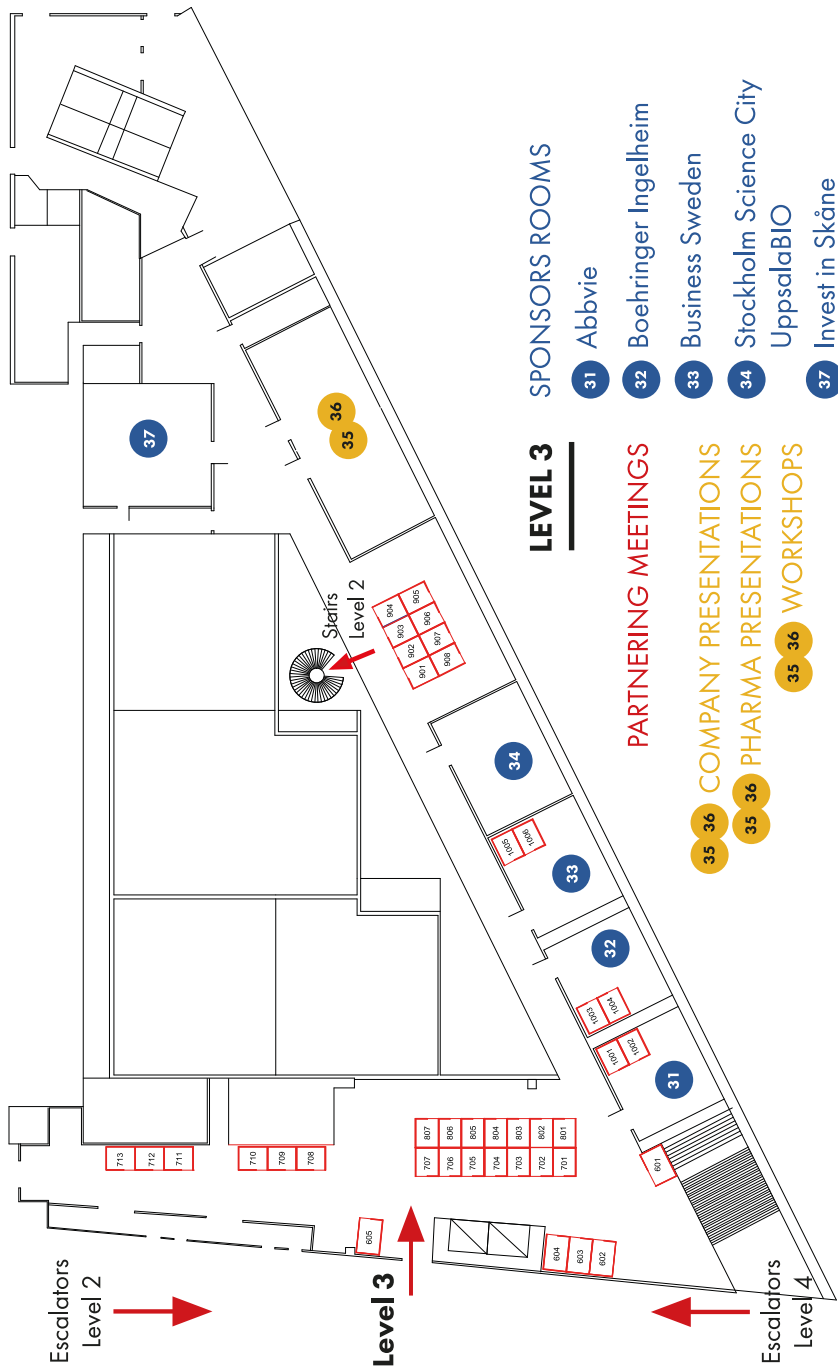 LEVEL 3
PARTNERING MEETINGS
35 36 COMPANY PRESENTATIONS
35 36 PHARMA PRESENTATIONS
35 36 WORKSHOPS
SPONSORS ROOMS
31 Abbvie
32 Boehringer Ingelheim
33 Business Sweden
34 Stockholm Science City
UppsalaBIO
37 Invest in Skåne
Escalators
Level 2
Level 3
Escalators
Level 4
Stairs
Level 2
713
712
711
710
709
708
707
706
705
704
703
702
701
807
806
805
804
803
802
801
605
604
603
602
601
1001
1002
1003
1004
1005
1006
901
902
903
904
908
907
906
905
31
32
33
34
35
36
37